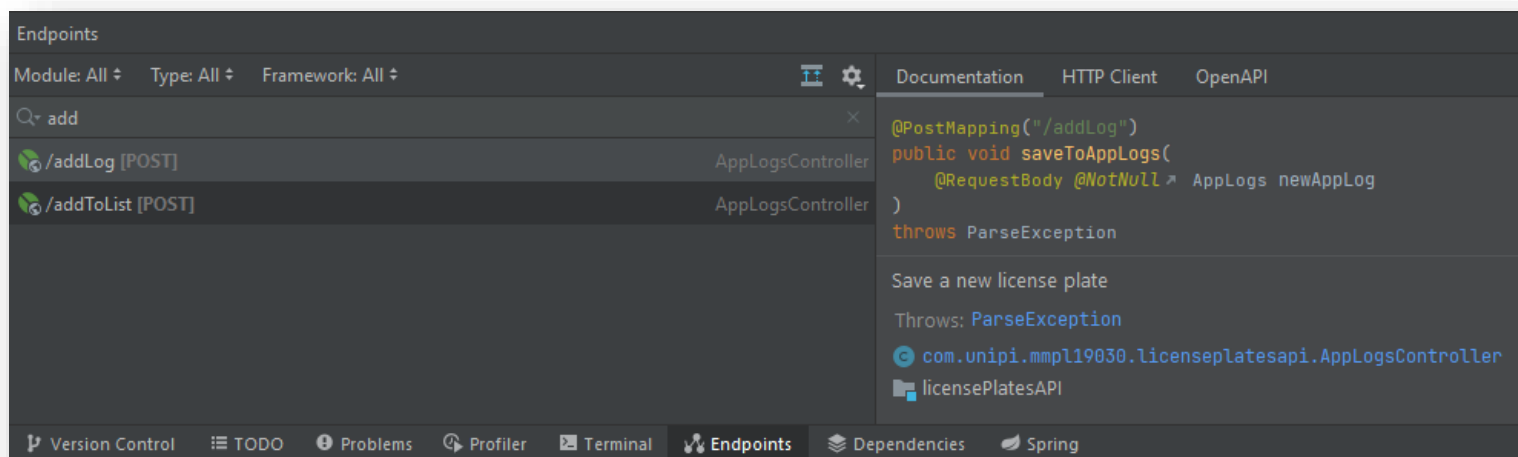 Endpoints
Module: All Type: All Framework: All
add
/addLog [POST] AppLogsController
/addToList [POST] AppLogsController
Documentation HTTP Client OpenAPI
@PostMapping("/addLog")
public void saveToAppLogs(
@RequestBody @NotNull AppLogs newAppLog
)
throws ParseException
Save a new license plate
Throws: ParseException
C com.unipi.mmpl19030.licenseplatesapi.AppLogsController
licensePlatesAPI
Version Control TODO Problems Profiler Terminal Endpoints Dependencies Spring